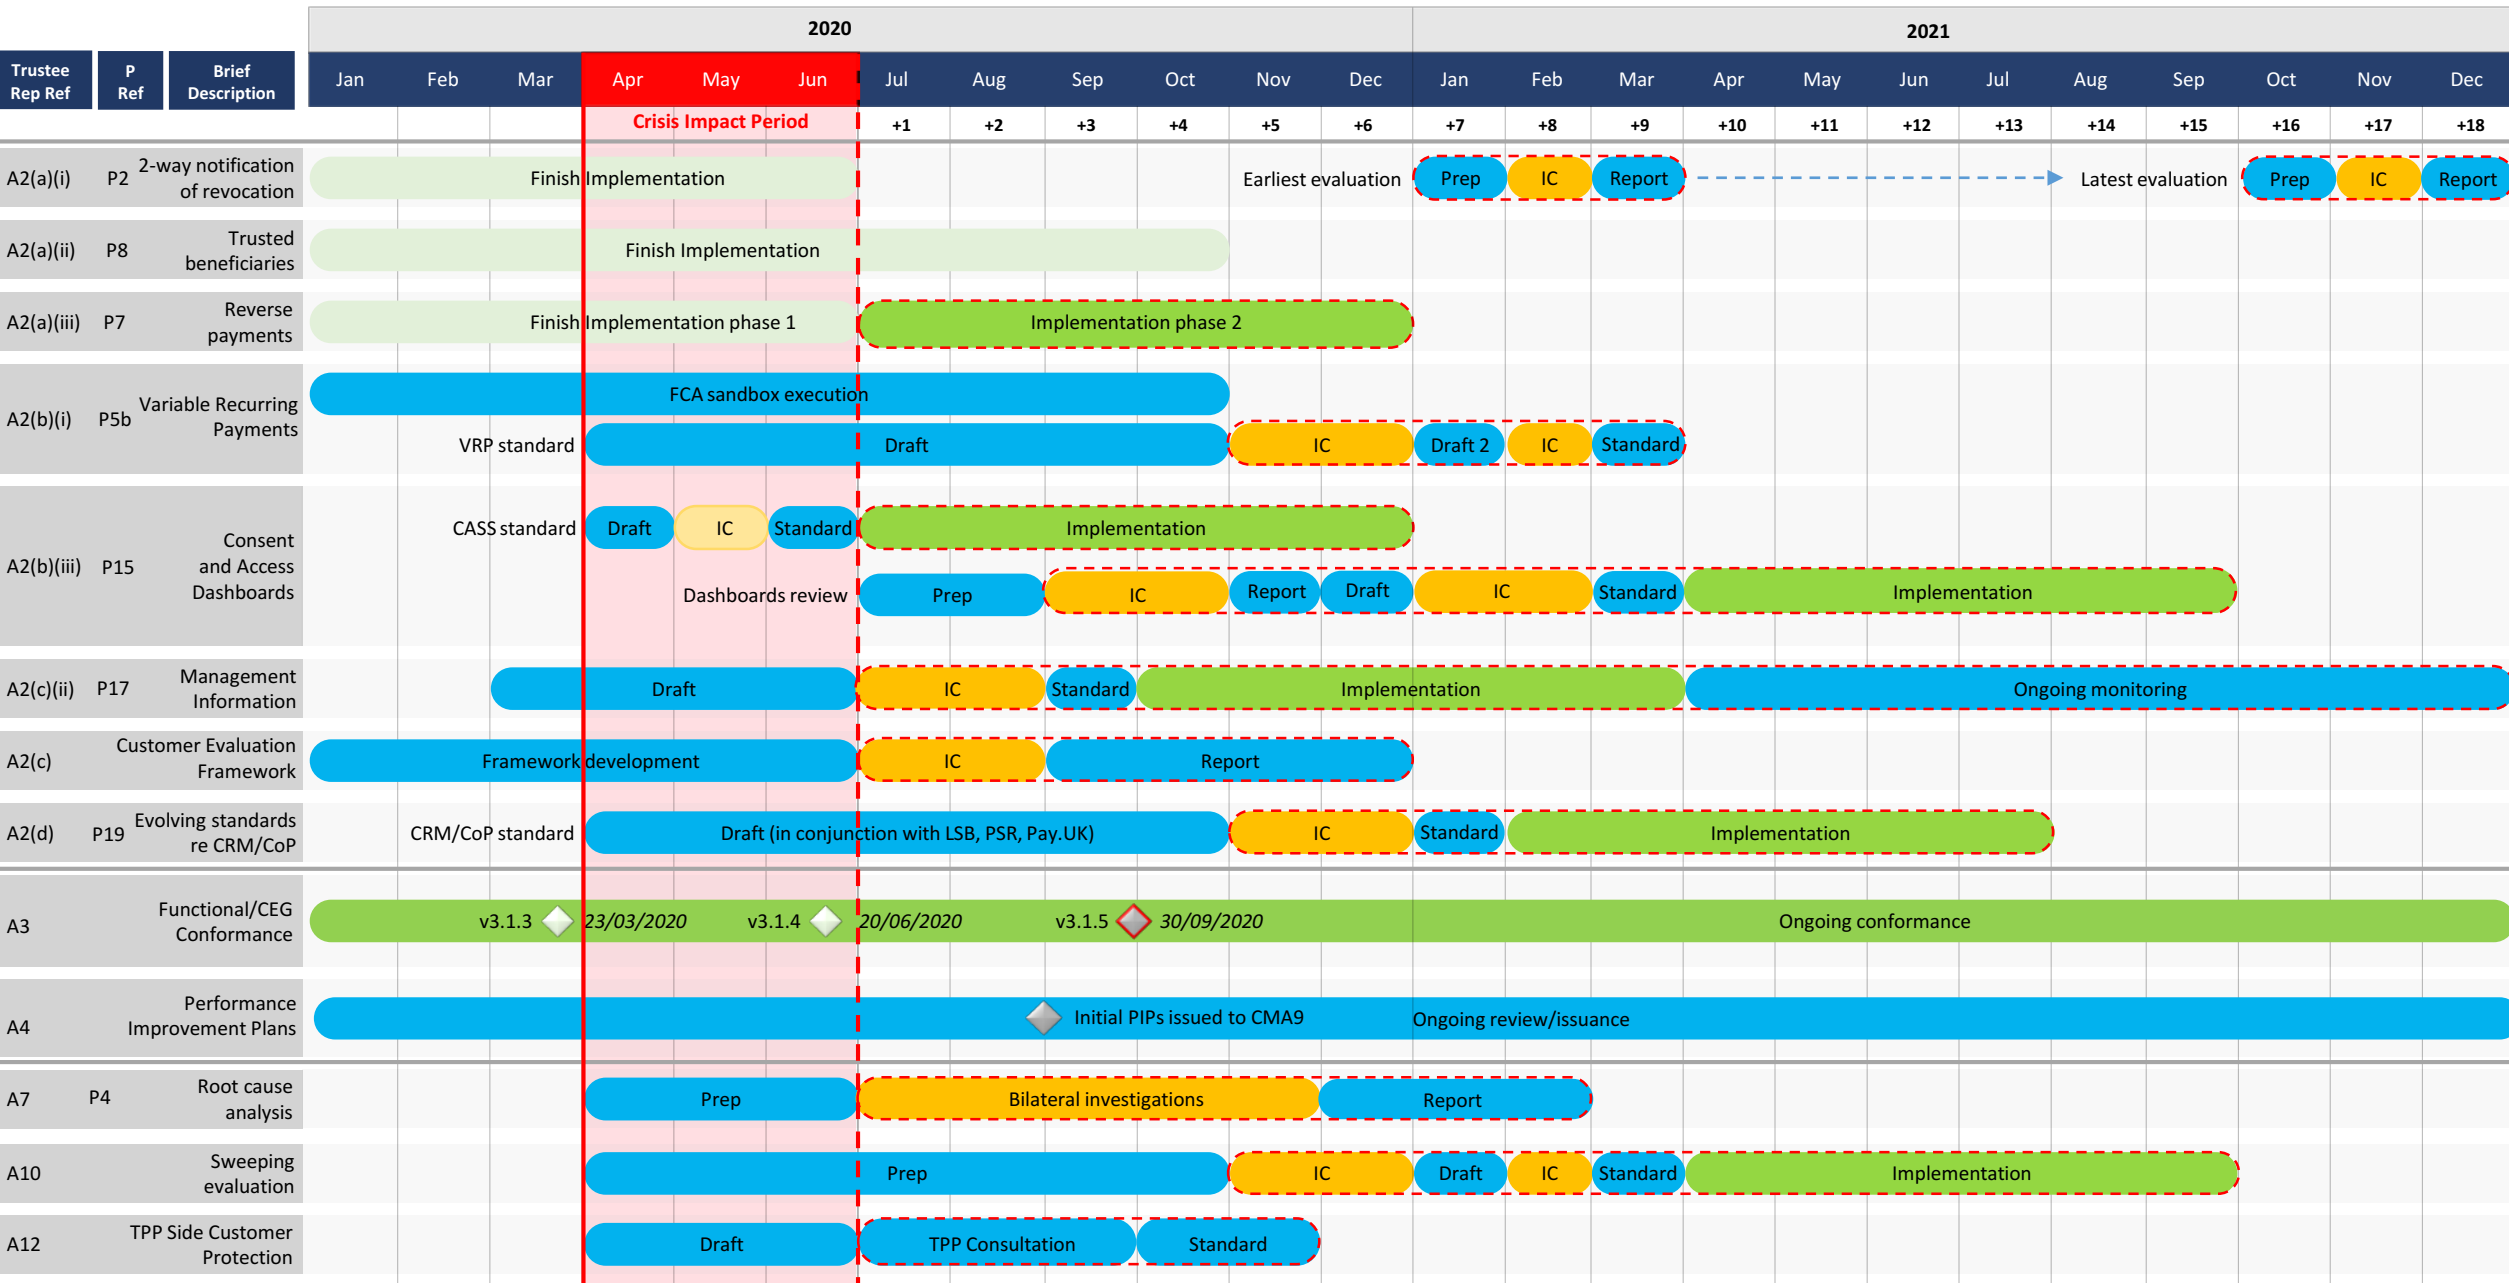 2020
2021
Trustee Rep Ref
P Ref
Brief Description
Jan Feb Mar Apr May Jun Jul Aug Sep Oct Nov Dec Jan Feb Mar Apr May Jun Jul Aug Sep Oct Nov Dec
Crisis Impact Period
+1 +2 +3 +4 +5 +6 +7 +8 +9 +10 +11 +12 +13 +14 +15 +16 +17 +18
A2(a)(i) P2 2-way notification
of revocation
Finish Implementation
Earliest evaluation Prep IC Report Latest evaluation Prep IC Report
A2(a)(ii) P8 Trusted
beneficiaries
Finish Implementation
A2(a)(iii) P7 Reverse
payments
Finish Implementation phase 1 Implementation phase 2
A2(b)(i) P5b Variable Recurring
Payments
FCA sandbox execution
VRP standard Draft IC Draft 2 IC Standard
A2(b)(iii) P15 Consent
and Access
Dashboards
CASS standard Draft IC Standard Implementation
Dashboards review Prep IC Report Draft IC Standard Implementation
A2(c)(ii) P17 Management
Information
Draft IC Standard Implementation Ongoing monitoring
A2(c) Customer Evaluation
Framework
Framework development IC Report
A2(d) P19 Evolving standards
re CRM/CoP
CRM/CoP standard Draft (in conjunction with LSB, PSR, Pay.UK) IC Standard Implementation
A3 Functional/CEG
Conformance
v3.1.3 23/03/2020 v3.1.4 20/06/2020 v3.1.5 30/09/2020 Ongoing conformance
A4 Performance
Improvement Plans
Initial PIPs issued to CMA9 Ongoing review/issuance
A7 P4 Root cause
analysis
Prep Bilateral investigations Report
A10 Sweeping
evaluation
Prep IC Draft IC Standard Implementation
A12 TPP Side Customer
Protection
Draft TPP Consultation Standard